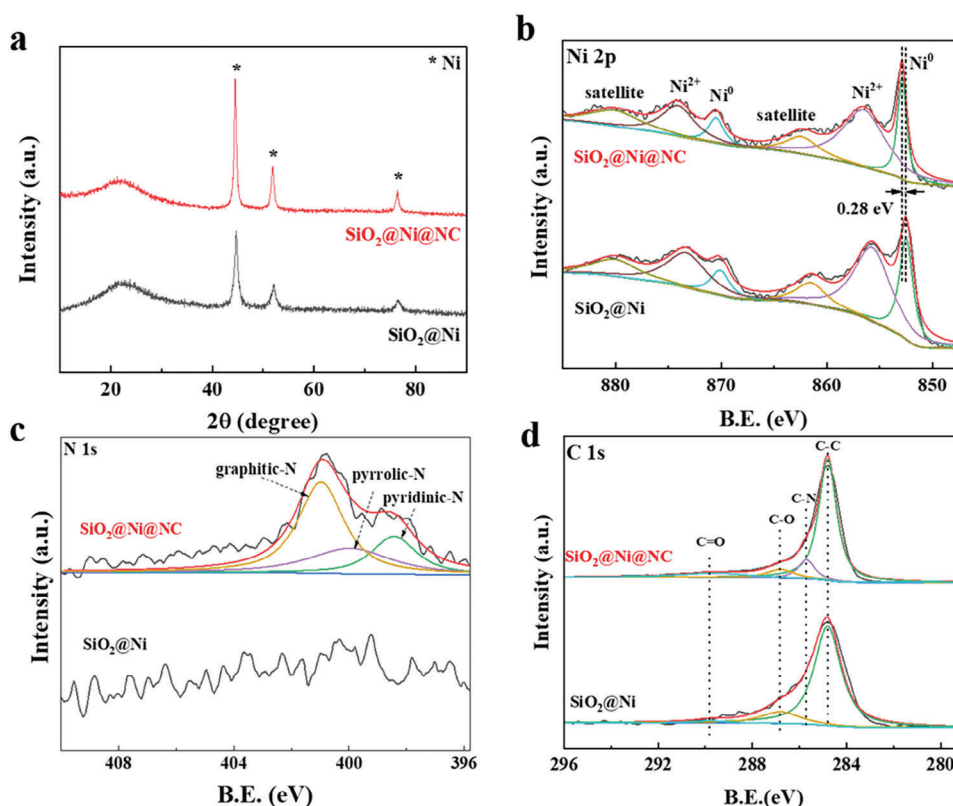 a
* Ni
*
*
*
SiO₂@Ni@NC
SiO₂@Ni
Intensity (a.u.)
20 40 60 80
2θ (degree)
b
Ni 2p
satellite
Ni²⁺
Ni⁰
satellite
Ni²⁺
Ni⁰
SiO₂@Ni@NC
0.28 eV
SiO₂@Ni
Intensity (a.u.)
880 870 860 850
B.E. (eV)
c
N 1s
graphitic-N
pyrrolic-N
pyridinic-N
SiO₂@Ni@NC
SiO₂@Ni
Intensity (a.u.)
408 404 400 396
B.E. (eV)
d
C 1s
C-C
C-N
C-O
C=O
SiO₂@Ni@NC
SiO₂@Ni
Intensity (a.u.)
296 292 288 284 280
B.E.(eV)